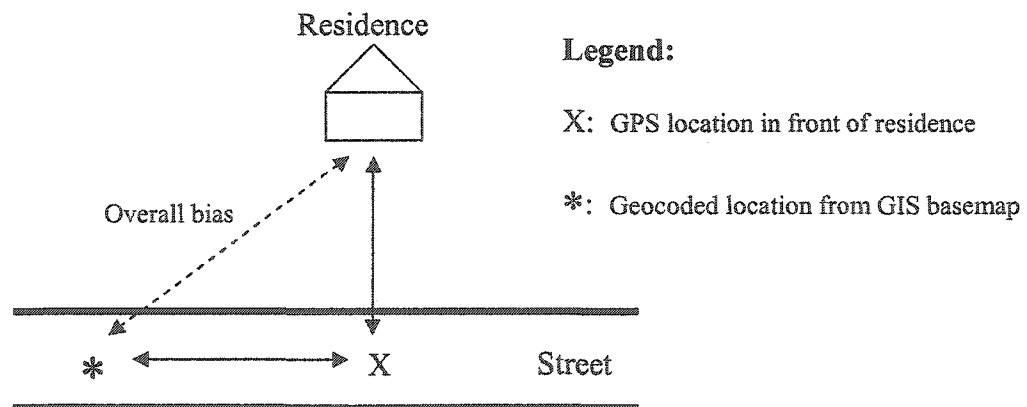 Residence
Legend:
X: GPS location in front of residence
Overall bias
*: Geocoded location from GIS basemap
* X Street